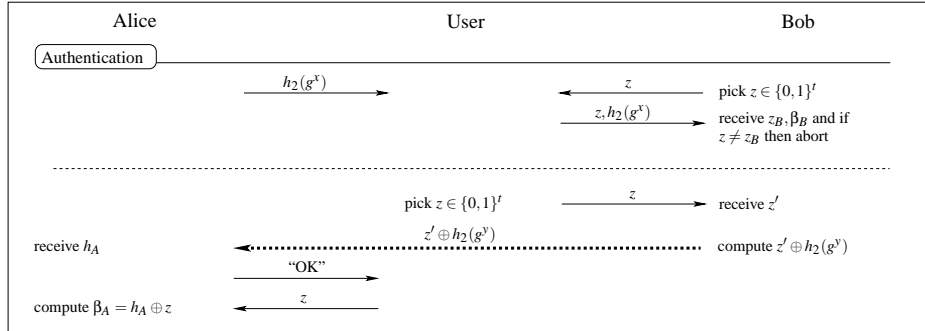 Alice User Bob
Authentication
h₂(gˣ) z pick z ∈ {0,1}ᵗ
z, h₂(gˣ) receive z_B, β_B and if
z ≠ z_B then abort
pick z ∈ {0,1}ᵗ z receive z′
z′ ⊕ h₂(gʸ)
receive h_A compute z′ ⊕ h₂(gʸ)
"OK"
compute β_A = h_A ⊕ z z